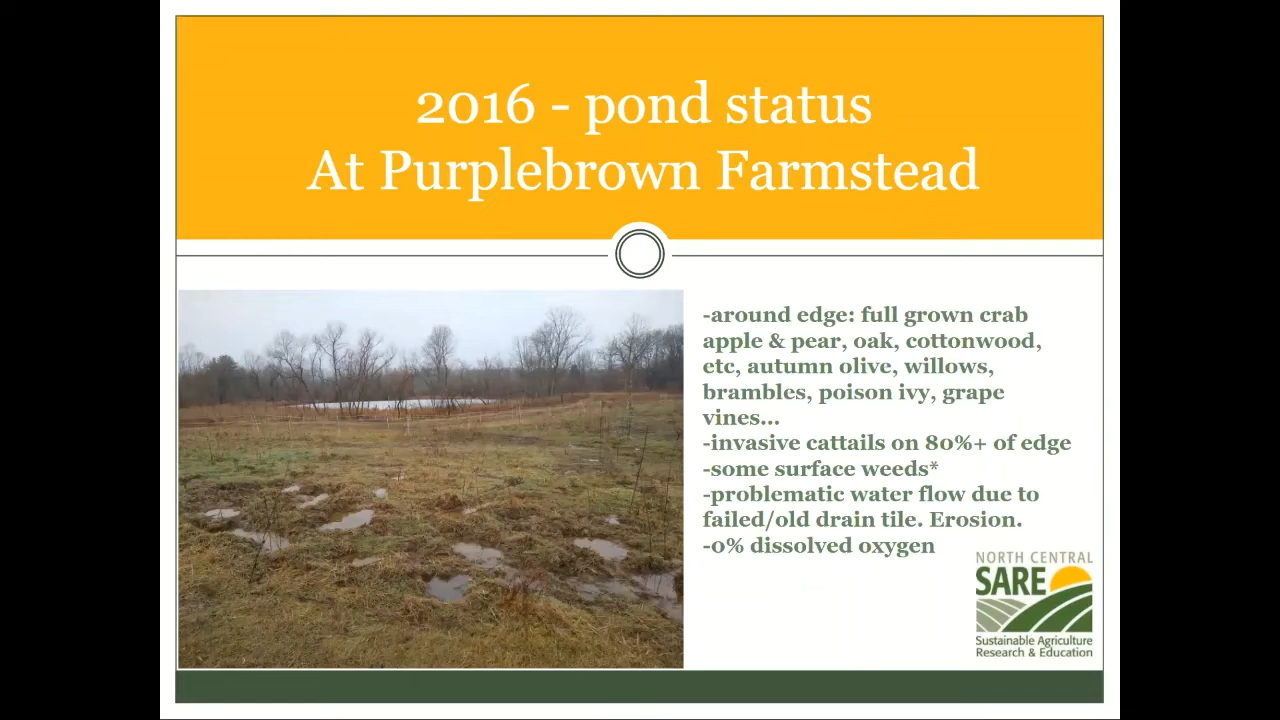 2016 - pond status
At Purplebrown Farmstead
-around edge: full grown crab
apple & pear, oak, cottonwood,
etc, autumn olive, willows,
brambles, poison ivy, grape
vines...
-invasive cattails on 80%+ of edge
-some surface weeds*
-problematic water flow due to
failed/old drain tile. Erosion.
-0% dissolved oxygen
NORTH CENTRAL
SARE
Sustainable Agriculture
Research & Education